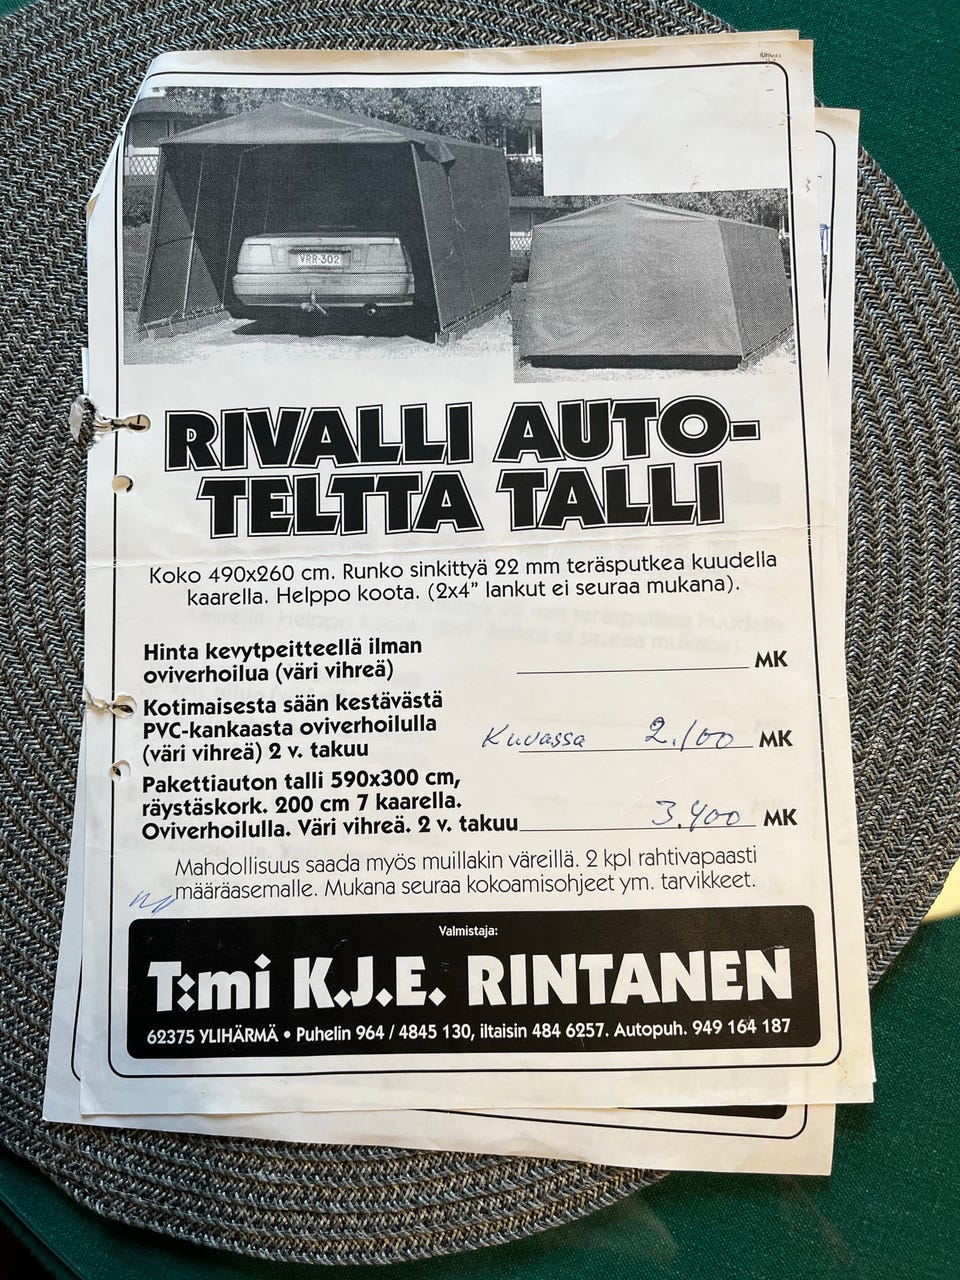 VRR-302
RIVALLI AUTO-
TELTTA TALLI
Koko 490x260 cm. Runko sinkittyä 22 mm teräsputkea kuudella
kaarella. Helppo koota. (2x4” lankut ei seuraa mukana).
Hinta kevytpeitteellä ilman
oviverhoilua (väri vihreä) MK
Kotimaisesta sään kestävästä
PVC-kankaasta oviverhoilulla
(väri vihreä) 2 v. takuu Kuvassa 2.100 MK
Pakettiauton talli 590x300 cm,
räystäskork. 200 cm 7 kaarella.
Oviverhoilulla. Väri vihreä. 2 v. takuu 3.400 MK
Mahdollisuus saada myös muillakin väreillä. 2 kpl rahtivapaasti
määräasemalle. Mukana seuraa kokoamisohjeet ym. tarvikkeet.
Valmistaja:
T:mi K.J.E. RINTANEN
62375 YLIHÄRMÄ • Puhelin 964 / 4845 130, iltaisin 484 6257. Autopuh. 949 164 187